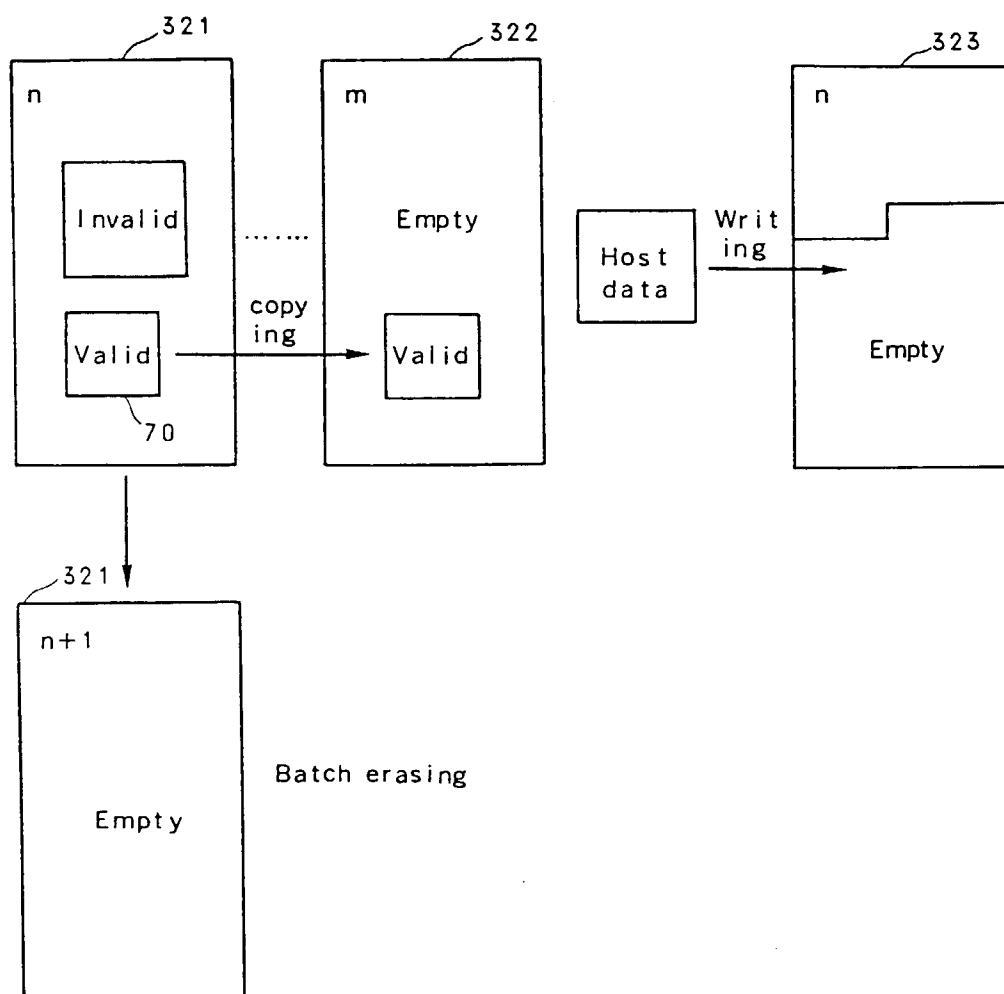 321
322
323
n
m
n
Invalid
.......
Empty
Host
data
Writ
ing
copy
ing
Valid
Valid
Empty
70
321
n+1
Batch erasing
Empty